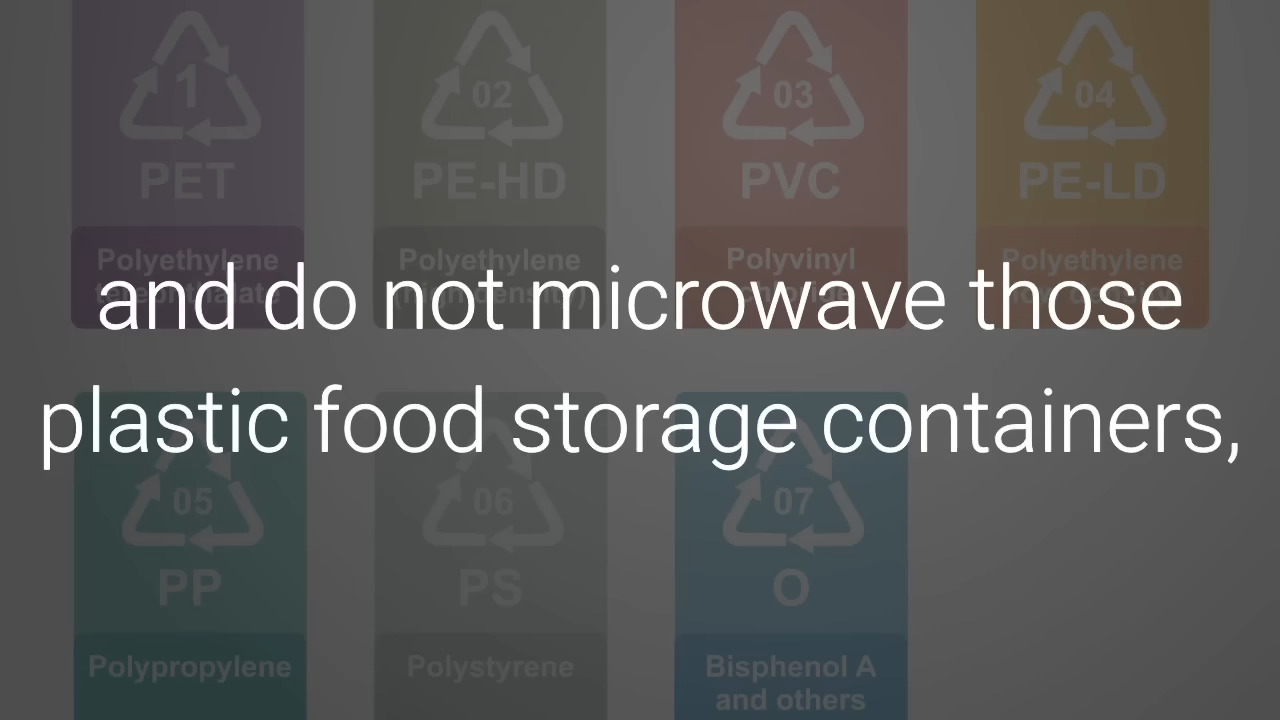 1
02
03
04
PET
PE-HD
PVC
PE-LD
Polyethylene
Polyethylene
Polyvinyl
Polyethylene
and do not microwave those
plastic food storage containers,
05
06
07
PP
PS
O
Polypropylene
Polystyrene
Bisphenol A
and others